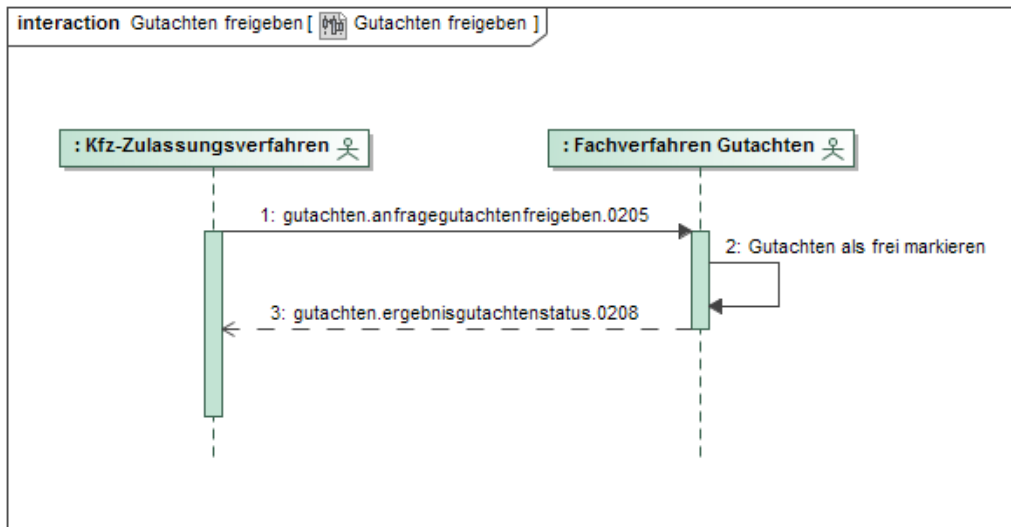 interaction Gutachten freigeben [ Gutachten freigeben ]
: Kfz-Zulassungsverfahren
: Fachverfahren Gutachten
1: gutachten.anfragegutachtenfreigeben.0205
2: Gutachten als frei markieren
3: gutachten.ergebnisgutachtenstatus.0208